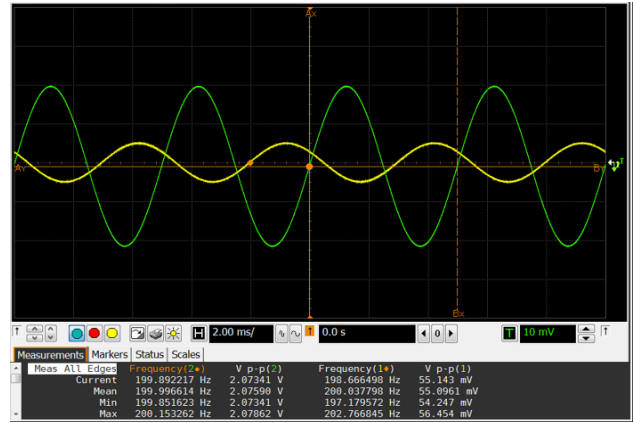 AX
AY
BY
T
BX
H 2.00 ms/ T 0.0 s 0 T 10 mV
Measurements Markers Status Scales
Meas All Edges Frequency(2•) V p-p(2) Frequency(1♦) V p-p(1)
Current 199.892217 Hz 2.07341 V 198.666498 Hz 55.143 mV
Mean 199.996614 Hz 2.07590 V 200.037798 Hz 55.0961 mV
Min 199.851623 Hz 2.07341 V 197.179572 Hz 54.247 mV
Max 200.153262 Hz 2.07862 V 202.766845 Hz 56.454 mV